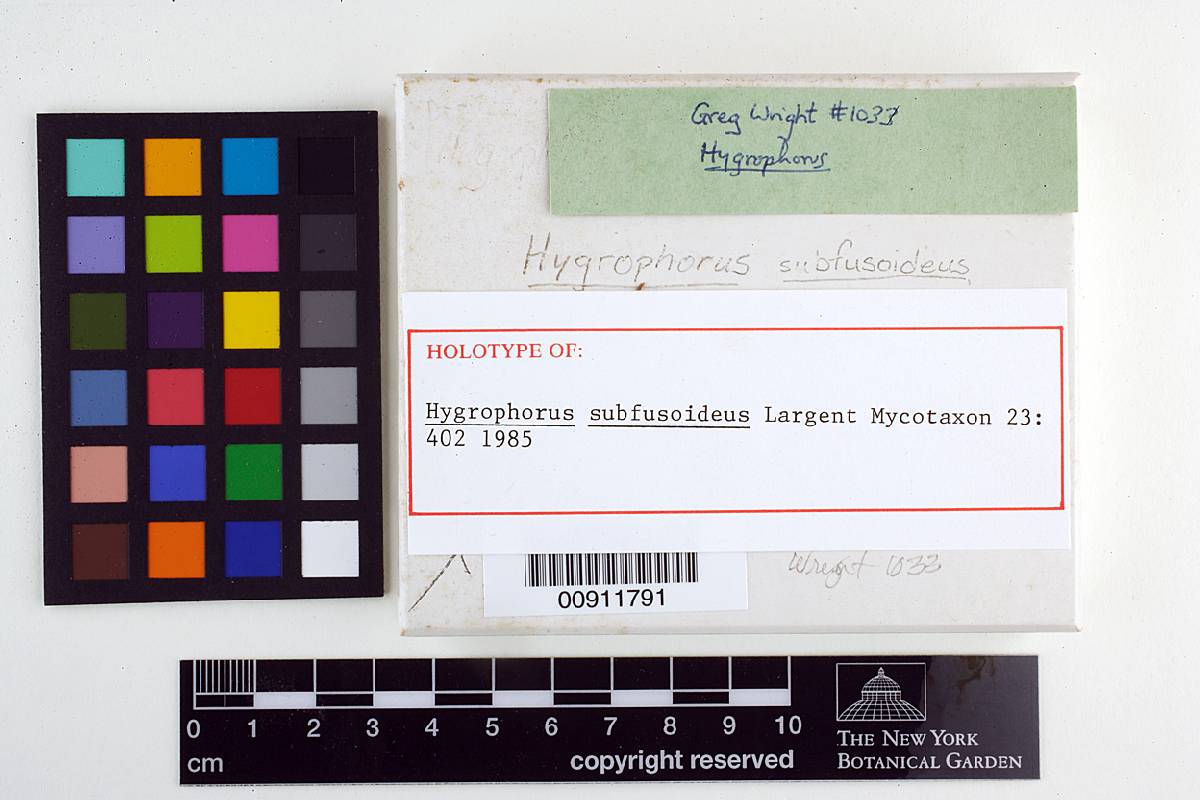 Greg Wright #1033
Hygrophorus
Hygrophorus subfusoideus
HOLOTYPE OF:
Hygrophorus subfusoideus Largent Mycotaxon 23:
402 1985
Wright 1033
00911791
0 1 2 3 4 5 6 7 8 9 10
cm
copyright reserved
THE NEW YORK
BOTANICAL GARDEN